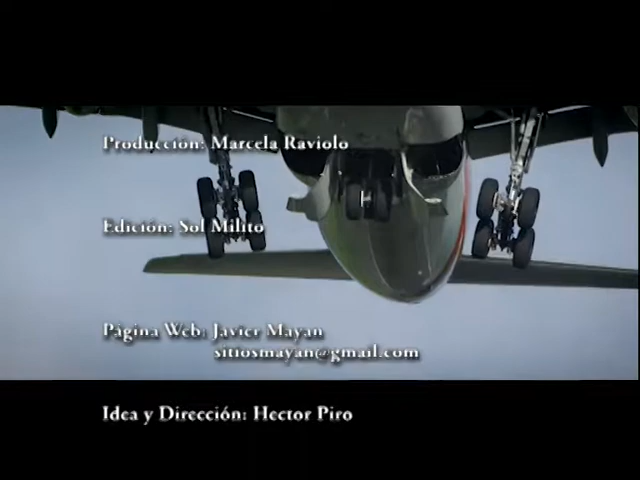 Producción: Marcela Raviolo
Edición: Sol Milito
Página Web: Javier Mayan
sitiosmayan@gmail.com
Idea y Dirección: Hector Piro